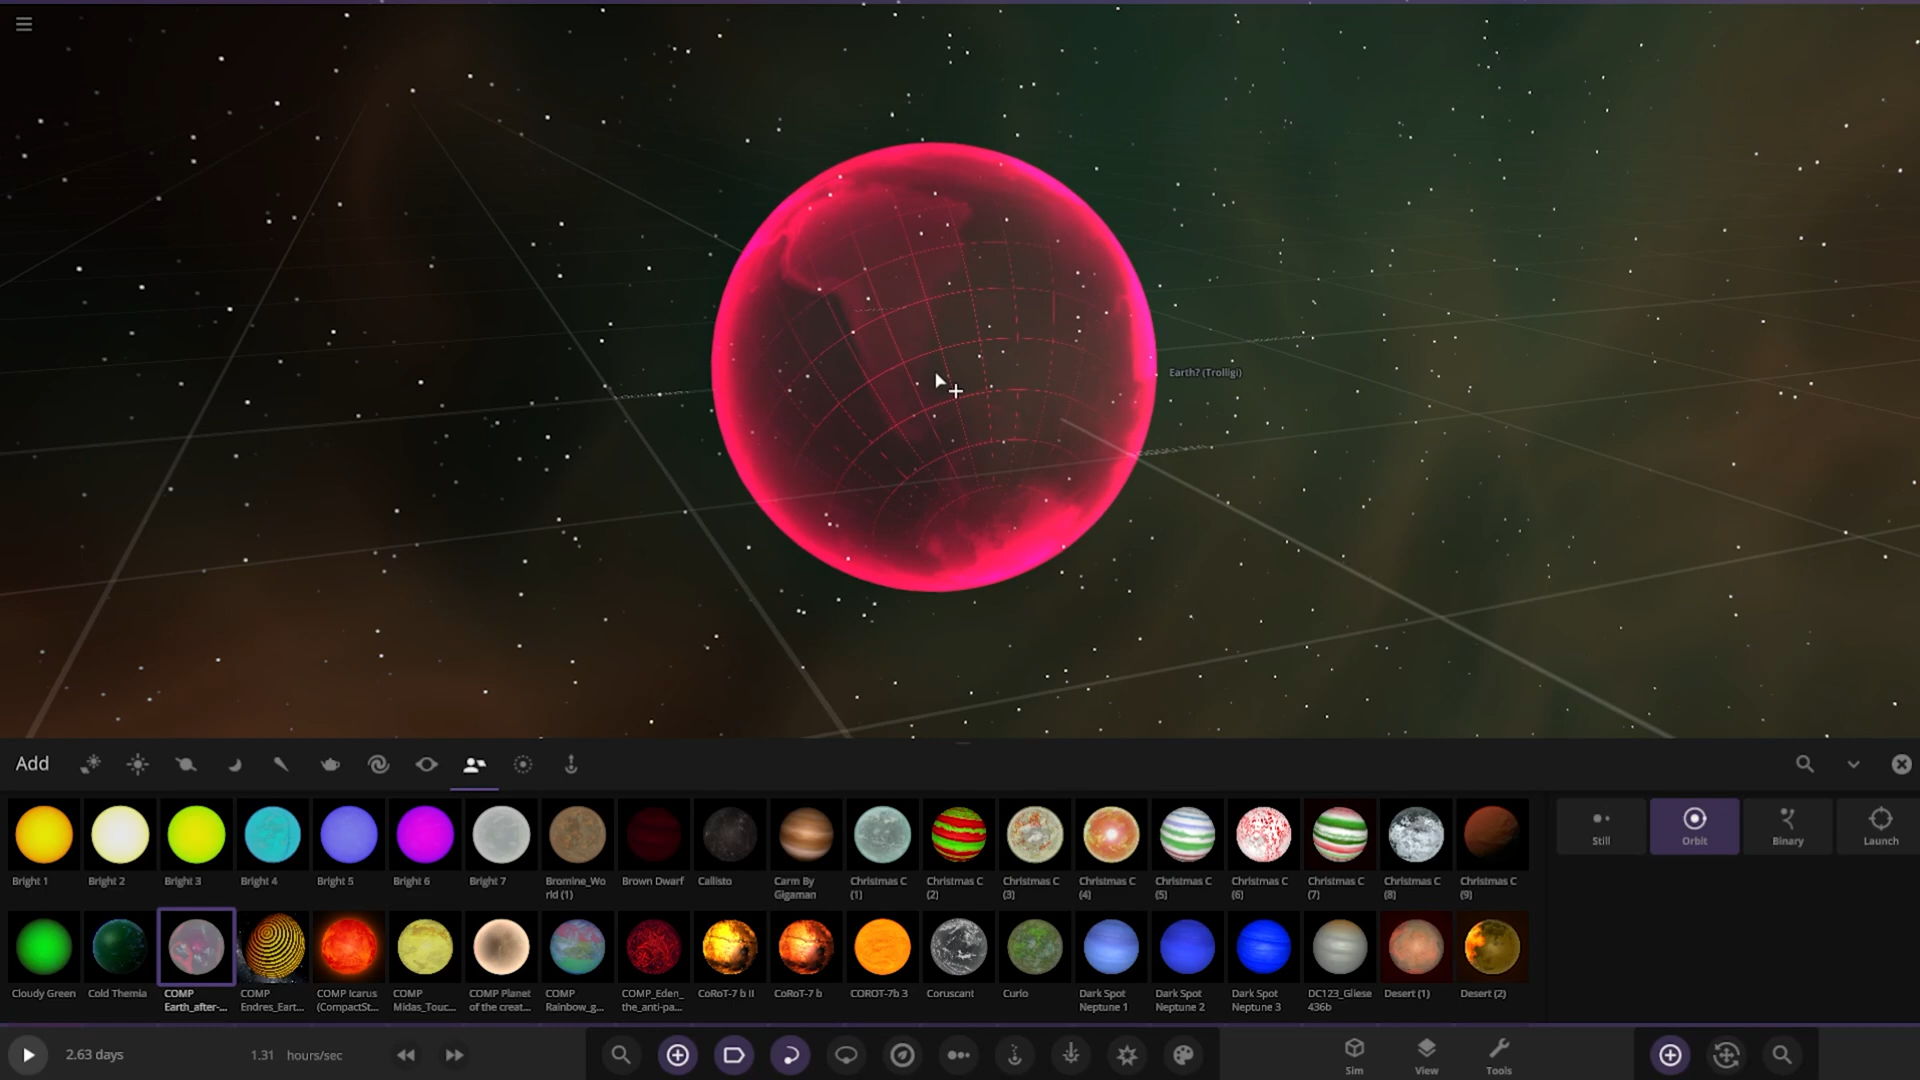 Earth? (Trolligi)
Add
Bright 1
Bright 2
Bright 3
Bright 4
Bright 5
Bright 6
Bright 7
Bromine_Wo
rld (1)
Brown Dwarf
Callisto
Carm By
Gigaman
Christmas C
(1)
Christmas C
(2)
Christmas C
(3)
Christmas C
(4)
Christmas C
(5)
Christmas C
(6)
Christmas C
(7)
Christmas C
(8)
Christmas C
(9)
Still
Orbit
Binary
Launch
Cloudy Green
Cold Themia
COMP
Earth_after-...
COMP
Endres_Eart...
COMP Icarus
(CompactSt...
COMP
Midas_Touc...
COMP Planet
of the creat...
COMP
Rainbow_g...
COMP_Eden_
the_anti-pa...
CoRoT-7 b II
CoRoT-7 b
COROT-7b 3
Coruscant
Curio
Dark Spot
Neptune 1
Dark Spot
Neptune 2
Dark Spot
Neptune 3
DC123_Gliese
436b
Desert (1)
Desert (2)
2.63 days
1.31 hours/sec
Sim
View
Tools